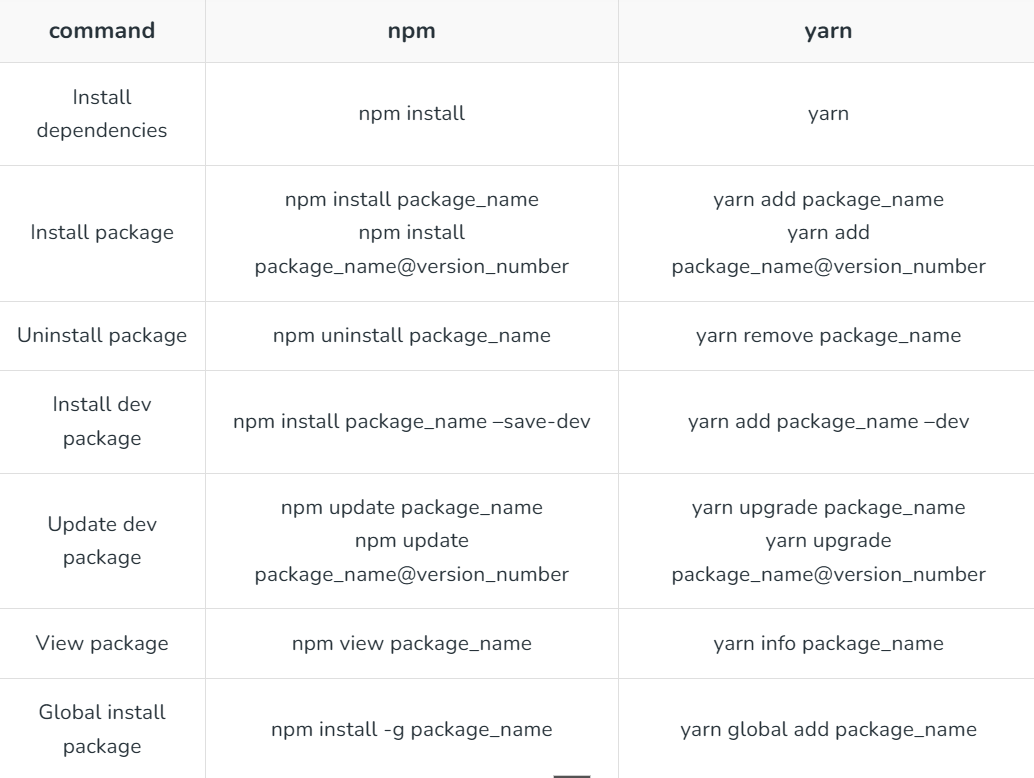 command npm yarn
Install
dependencies
npm install
yarn
Install package
npm install package_name
npm install
package_name@version_number
yarn add package_name
yarn add
package_name@version_number
Uninstall package
npm uninstall package_name
yarn remove package_name
Install dev
package
npm install package_name –save-dev
yarn add package_name –dev
Update dev
package
npm update package_name
npm update
package_name@version_number
yarn upgrade package_name
yarn upgrade
package_name@version_number
View package
npm view package_name
yarn info package_name
Global install
package
npm install -g package_name
yarn global add package_name